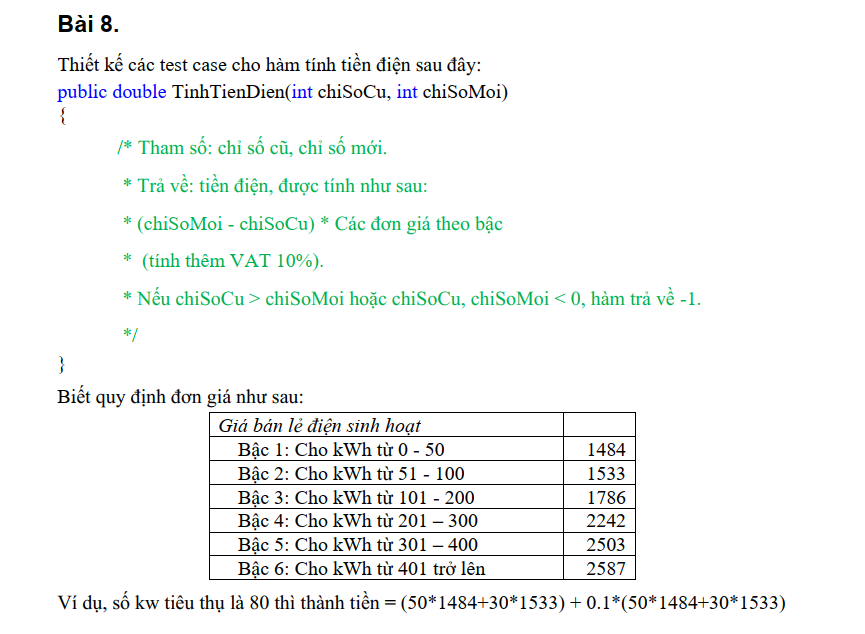 Bài 8.
Thiết kế các test case cho hàm tính tiền điện sau đây:
public double TinhTienDien(int chiSoCu, int chiSoMoi)
{
/* Tham số: chỉ số cũ, chỉ số mới.
* Trả về: tiền điện, được tính như sau:
* (chiSoMoi - chiSoCu) * Các đơn giá theo bậc
* (tính thêm VAT 10%).
* Nếu chiSoCu > chiSoMoi hoặc chiSoCu, chiSoMoi < 0, hàm trả về -1.
*/
}
Biết quy định đơn giá như sau:
Giá bán lẻ điện sinh hoạt
Bậc 1: Cho kWh từ 0 - 50 1484
Bậc 2: Cho kWh từ 51 - 100 1533
Bậc 3: Cho kWh từ 101 - 200 1786
Bậc 4: Cho kWh từ 201 – 300 2242
Bậc 5: Cho kWh từ 301 – 400 2503
Bậc 6: Cho kWh từ 401 trở lên 2587
Ví dụ, số kw tiêu thụ là 80 thì thành tiền = (50*1484+30*1533) + 0.1*(50*1484+30*1533)